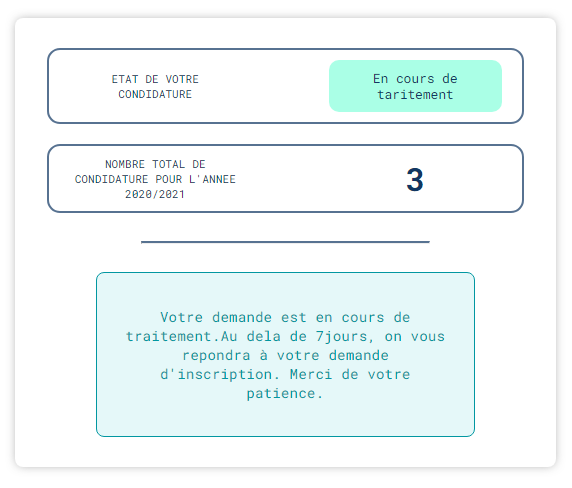 ETAT DE VOTRE
CONDIDATURE
En cours de
taritement
NOMBRE TOTAL DE
CONDIDATURE POUR L'ANNEE
2020/2021
3
Votre demande est en cours de
traitement.Au dela de 7jours, on vous
repondra à votre demande
d'inscription. Merci de votre
patience.